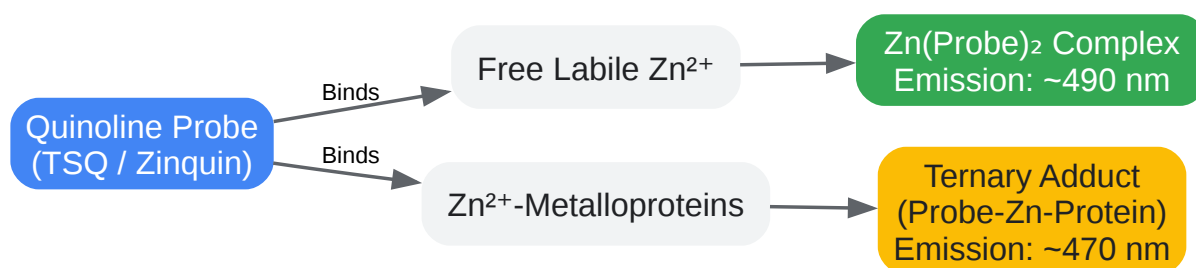 Quinoline Probe
(TSQ / Zinquin)
Binds
Binds
Free Labile Zn²⁺
Zn²⁺-Metalloproteins
Zn(Probe)₂ Complex
Emission: ~490 nm
Ternary Adduct
(Probe-Zn-Protein)
Emission: ~470 nm